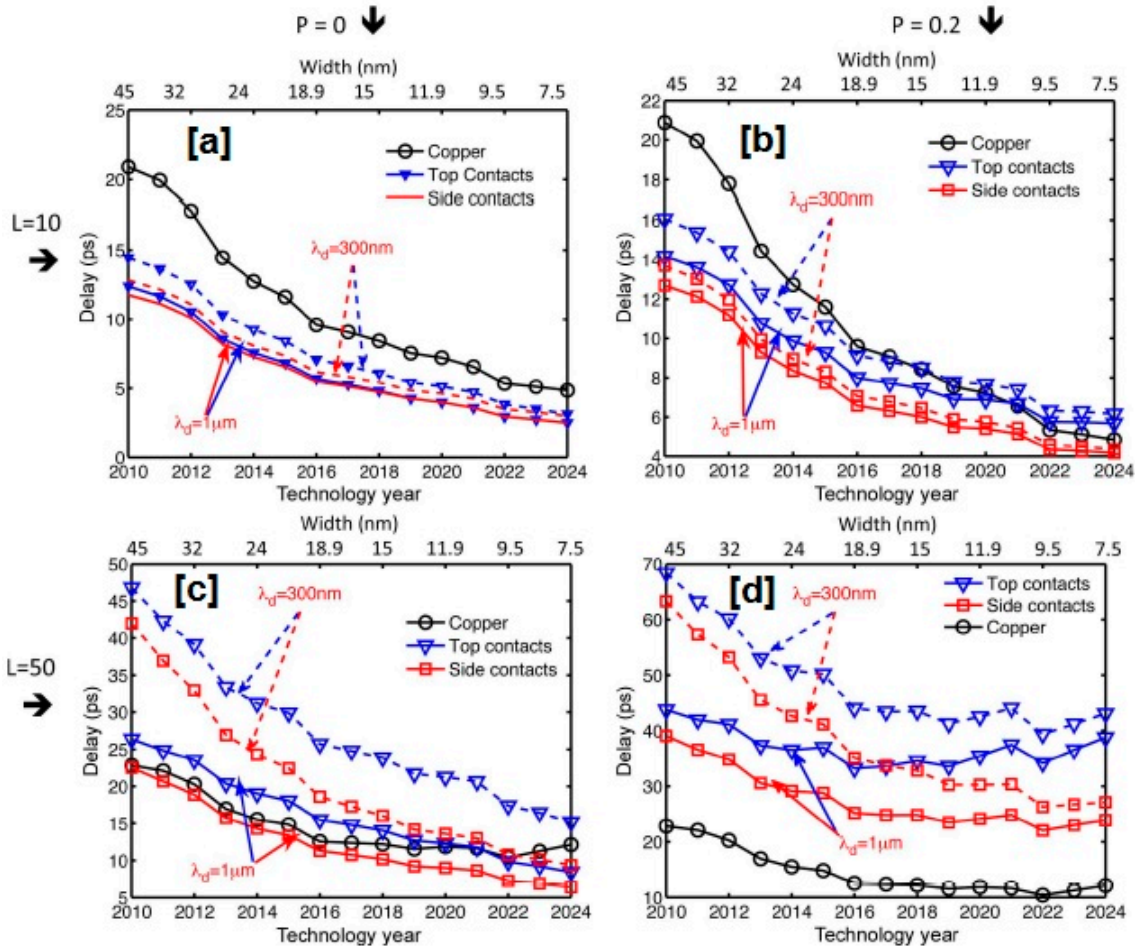 P = 0
P = 0.2
L=10
L=50
Width (nm)
45 32 24 18.9 15 11.9 9.5 7.5
[a]
Copper
Top Contacts
Side contacts
λd=300nm
λd=1μm
Delay (ps)
25
20
15
10
5
0
2010 2012 2014 2016 2018 2020 2022 2024
Technology year
Width (nm)
45 32 24 18.9 15 11.9 9.5 7.5
[b]
Copper
Top contacts
Side contacts
λd=300nm
λd=1μm
Delay (ps)
22
20
18
16
14
12
10
8
6
4
2010 2012 2014 2016 2018 2020 2022 2024
Technology year
Width (nm)
45 32 24 18.9 15 11.9 9.5 7.5
[c]
λd=300nm
Copper
Top contacts
Side contacts
λd=1μm
Delay (ps)
50
45
40
35
30
25
20
15
10
5
2010 2012 2014 2016 2018 2020 2022 2024
Technology year
Width (nm)
45 32 24 18.9 15 11.9 9.5 7.5
[d]
λd=300nm
Top contacts
Side contacts
Copper
λd=1μm
Delay (ps)
70
60
50
40
30
20
10
2010 2012 2014 2016 2018 2020 2022 2024
Technology year